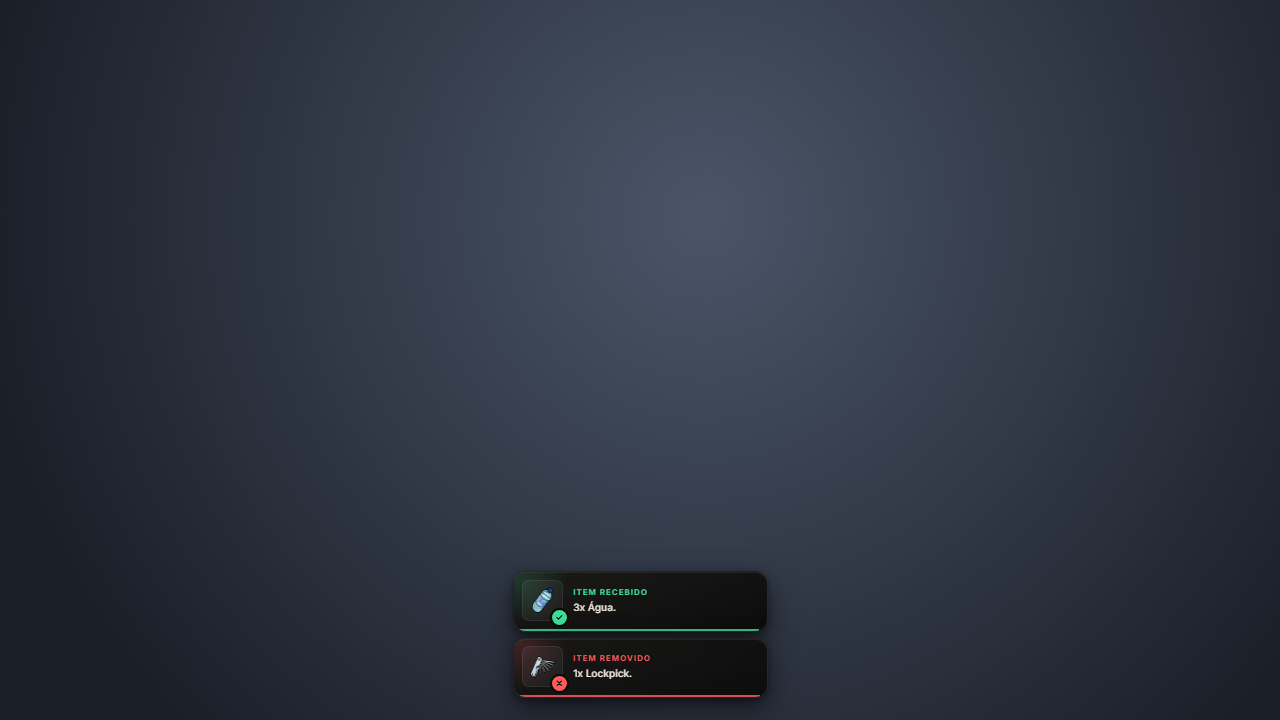 ITEM RECEBIDO
3x Água.
ITEM REMOVIDO
1x Lockpick.